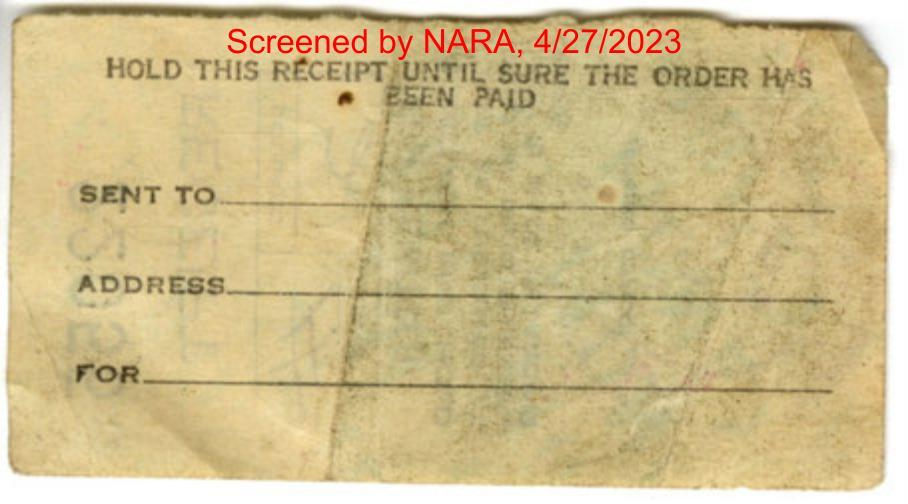 Screened by NARA, 4/27/2023
HOLD THIS RECEIPT UNTIL SURE THE ORDER HAS
BEEN PAID
SENT TO
ADDRESS
FOR